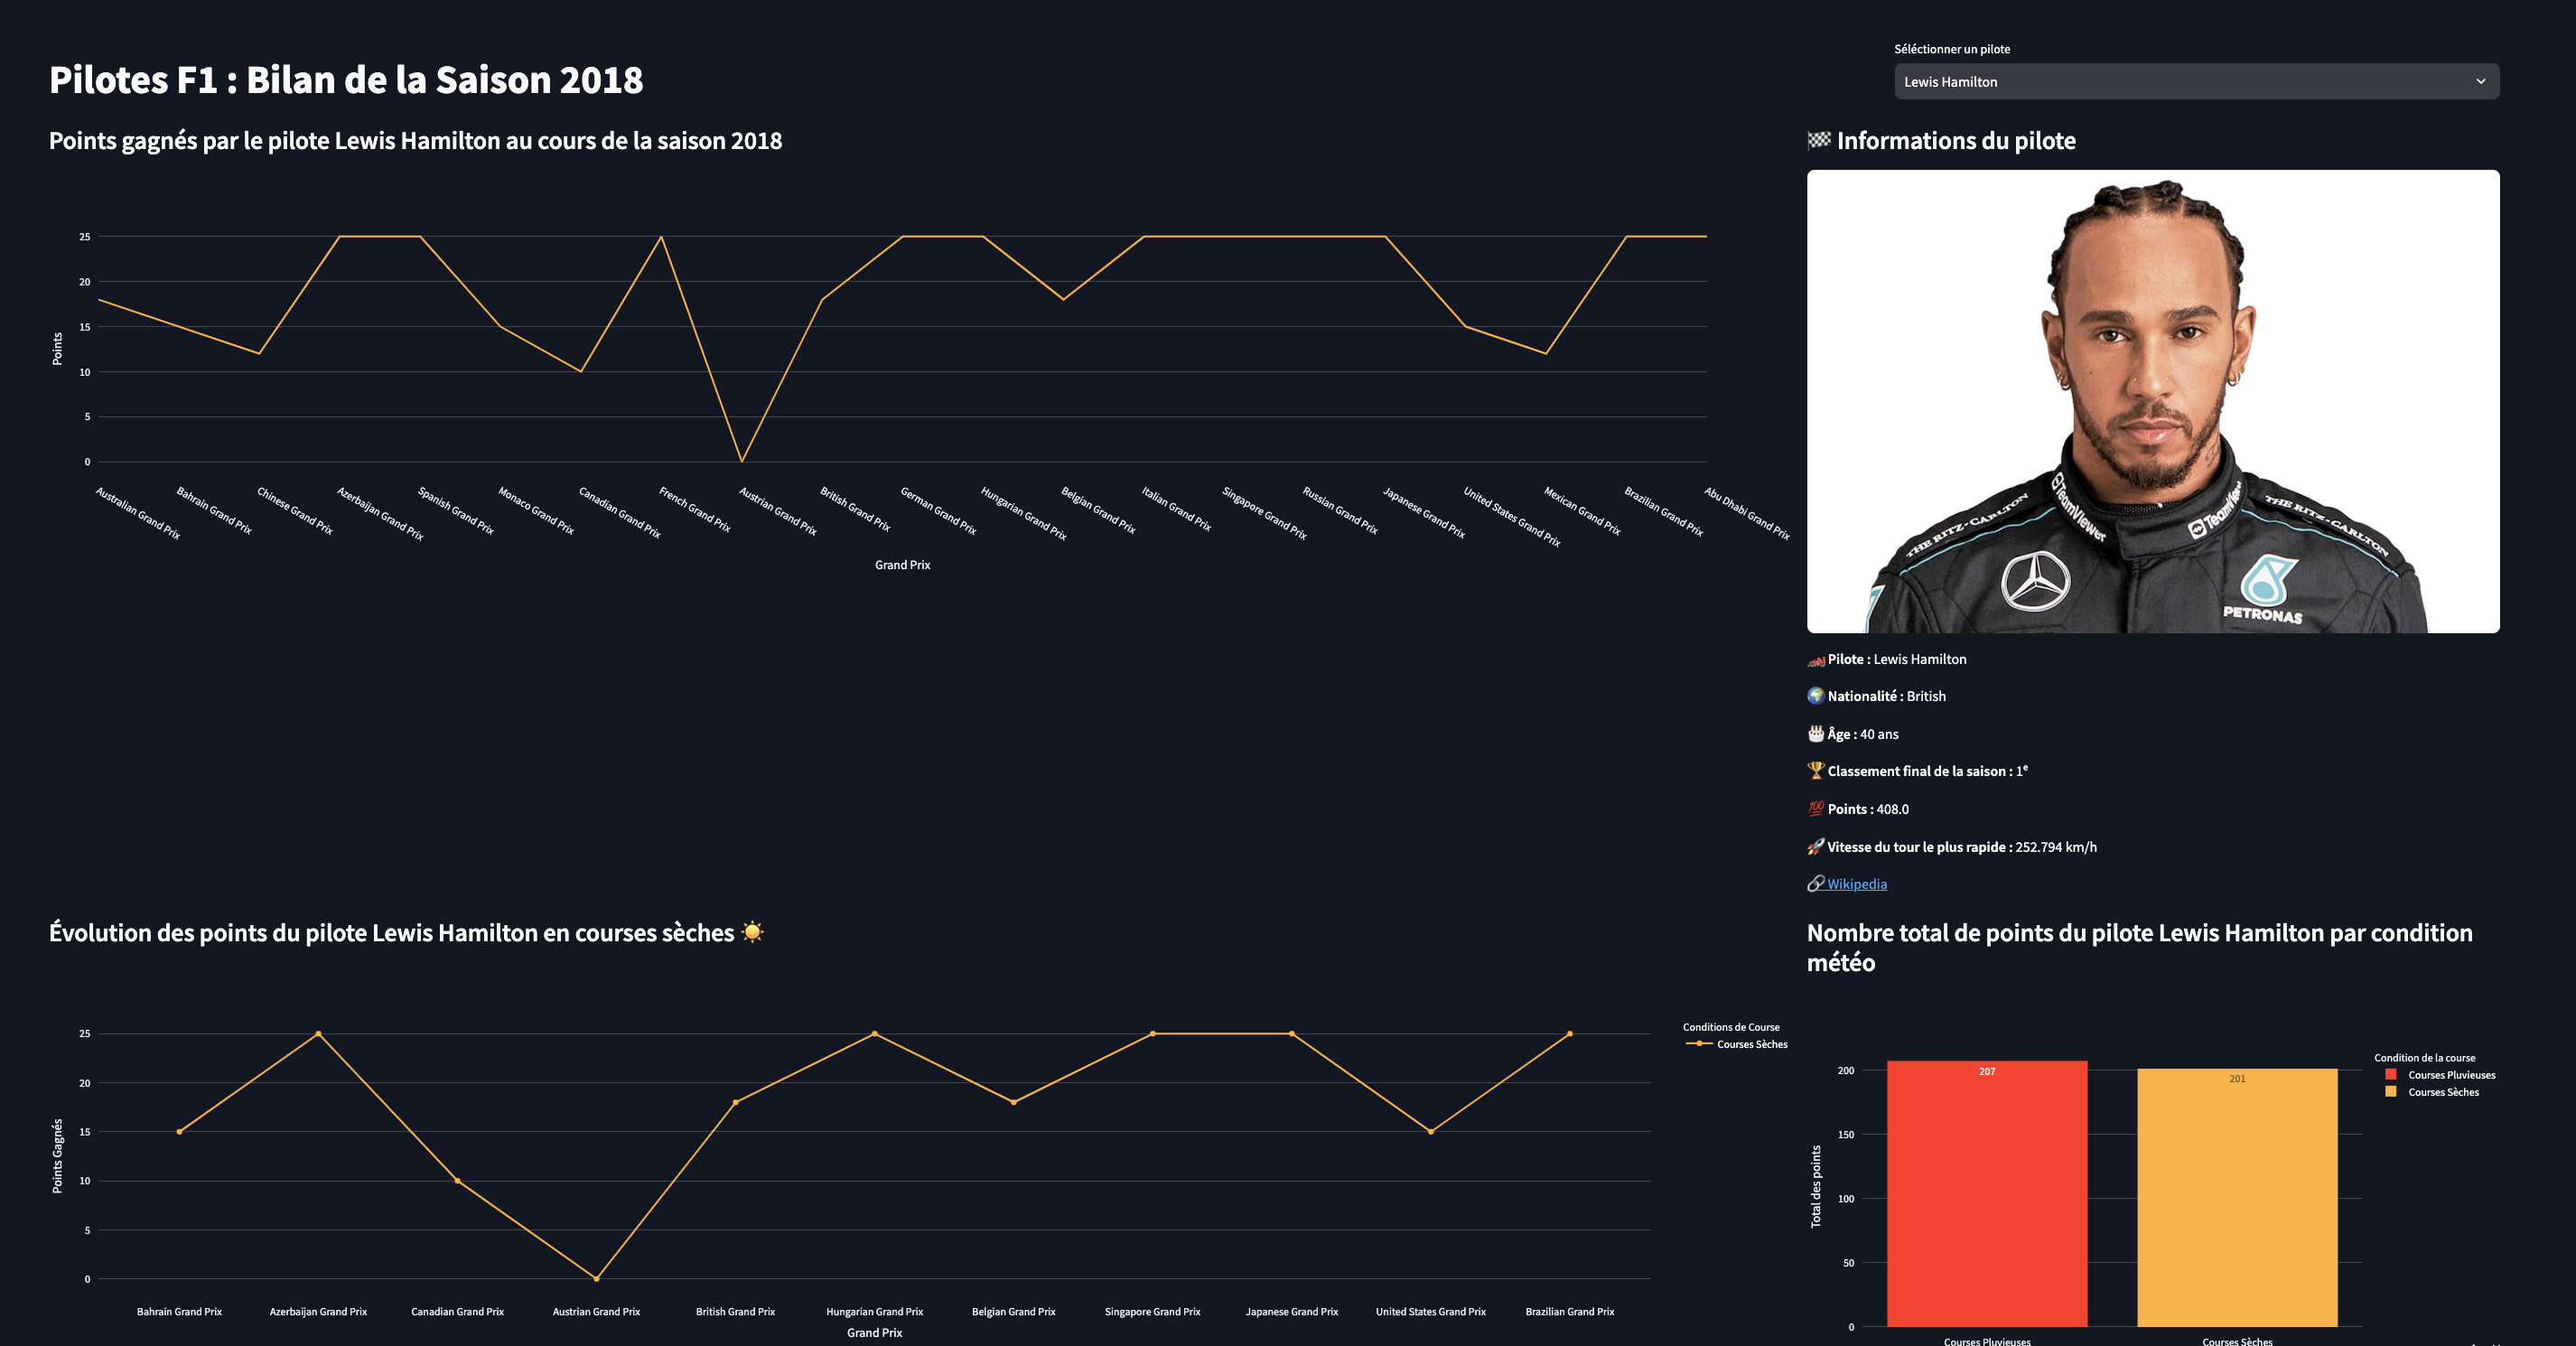 Séléctionner un pilote
Lewis Hamilton
Pilotes F1 : Bilan de la Saison 2018
Points gagnés par le pilote Lewis Hamilton au cours de la saison 2018
Points
25
20
15
10
5
0
Australian Grand Prix
Bahrain Grand Prix
Chinese Grand Prix
Azerbaijan Grand Prix
Spanish Grand Prix
Monaco Grand Prix
Canadian Grand Prix
French Grand Prix
Austrian Grand Prix
British Grand Prix
German Grand Prix
Hungarian Grand Prix
Belgian Grand Prix
Italian Grand Prix
Singapore Grand Prix
Russian Grand Prix
Japanese Grand Prix
United States Grand Prix
Mexican Grand Prix
Brazilian Grand Prix
Abu Dhabi Grand Prix
Grand Prix
🏁 Informations du pilote
THE RITZ-CARLTON
TeamViewer
TeamViewer
THE RITZ-CARLTON
PETRONAS
🏎️ Pilote : Lewis Hamilton
🌍 Nationalité : British
🎂 Âge : 40 ans
🏆 Classement final de la saison : 1ᵉ
💯 Points : 408.0
🚀 Vitesse du tour le plus rapide : 252.794 km/h
🔗 Wikipedia
Évolution des points du pilote Lewis Hamilton en courses sèches ☀️
Points Gagnés
25
20
15
10
5
0
Bahrain Grand Prix
Azerbaijan Grand Prix
Canadian Grand Prix
Austrian Grand Prix
British Grand Prix
Hungarian Grand Prix
Belgian Grand Prix
Singapore Grand Prix
Japanese Grand Prix
United States Grand Prix
Brazilian Grand Prix
Grand Prix
Conditions de Course
Courses Sèches
Nombre total de points du pilote Lewis Hamilton par condition
météo
Total des points
200
150
100
50
0
207
201
Courses Pluvieuses
Courses Sèches
Condition de la course
Courses Pluvieuses
Courses Sèches